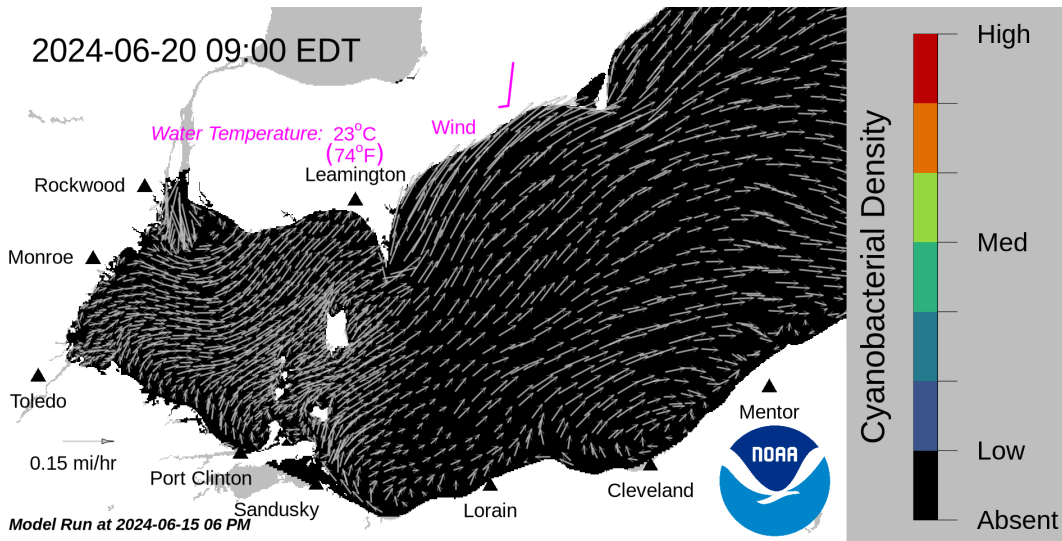 2024-06-20 09:00 EDT
High
Water Temperature: 23°C
(74°F)
Wind
Leamington
Rockwood
Monroe
Med
Cyanobacterial Density
Toledo
Mentor
0.15 mi/hr
NOAA
Low
Port Clinton
Cleveland
Sandusky
Lorain
Absent
Model Run at 2024-06-15 06 PM